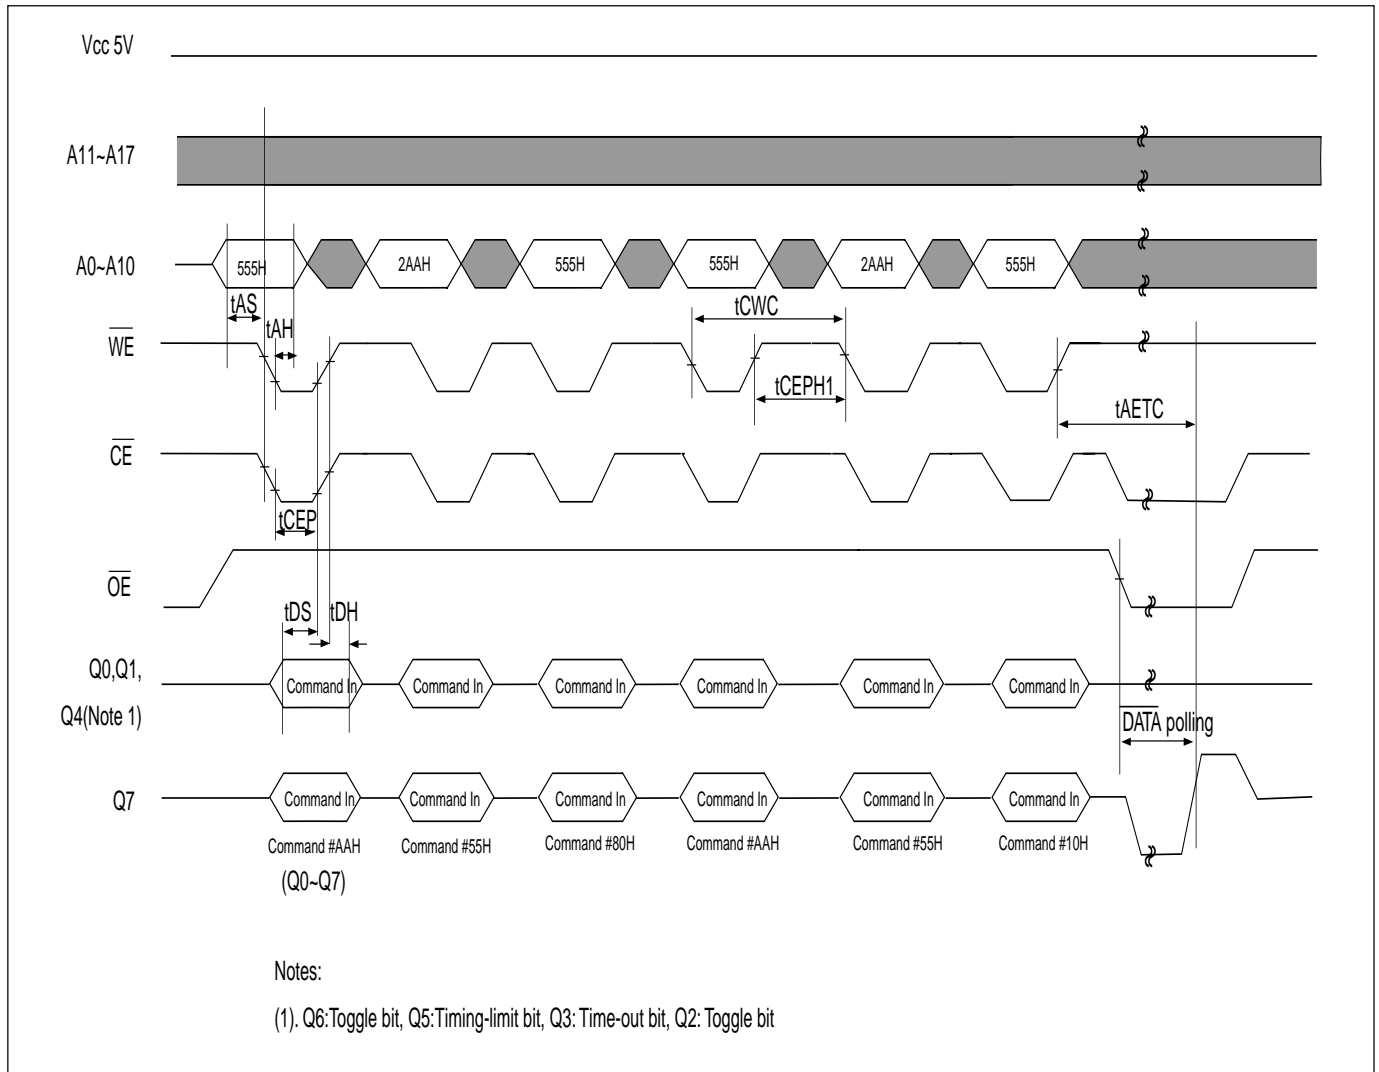 Vcc 5V
A11~A17
A0~A10
555H
2AAH
555H
555H
2AAH
555H
tAS
tAH
tCWC
WE
tCEPH1
tAETC
CE
tCEP
OE
tDS
tDH
Q0,Q1,
Q4(Note 1)
Command In
Command In
Command In
Command In
Command In
Command In
DATA polling
Q7
Command In
Command In
Command In
Command In
Command In
Command In
Command #AAH
Command #55H
Command #80H
Command #AAH
Command #55H
Command #10H
(Q0~Q7)
Notes:
(1). Q6:Toggle bit, Q5:Timing-limit bit, Q3: Time-out bit, Q2: Toggle bit